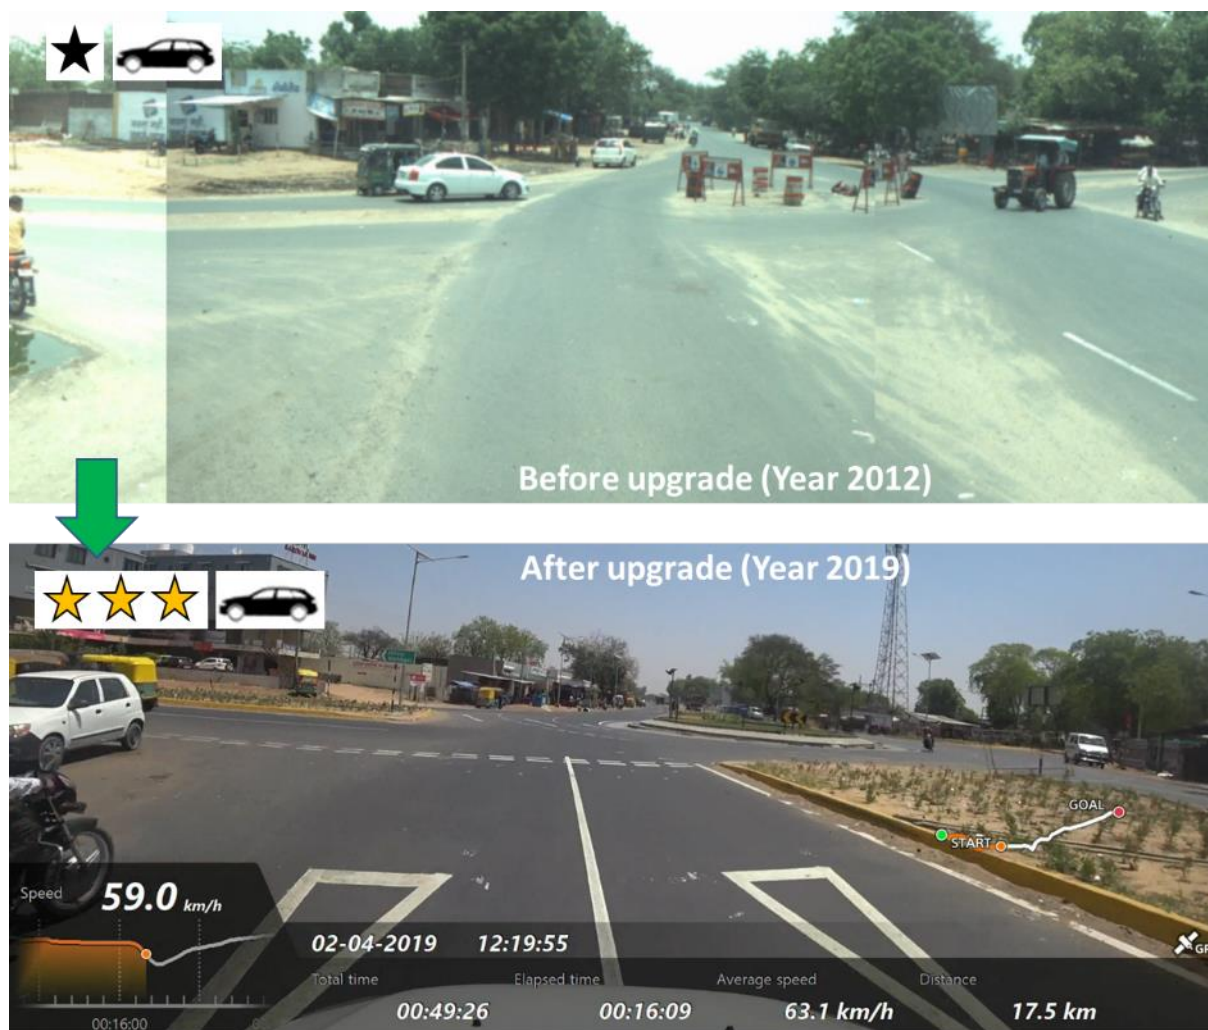 Before upgrade (Year 2012)
After upgrade (Year 2019)
GOAL
START
Speed
59.0 km/h
02-04-2019 12:19:55
Total time Elapsed time Average speed Distance
00:49:26 00:16:09 63.1 km/h 17.5 km
00:16:00